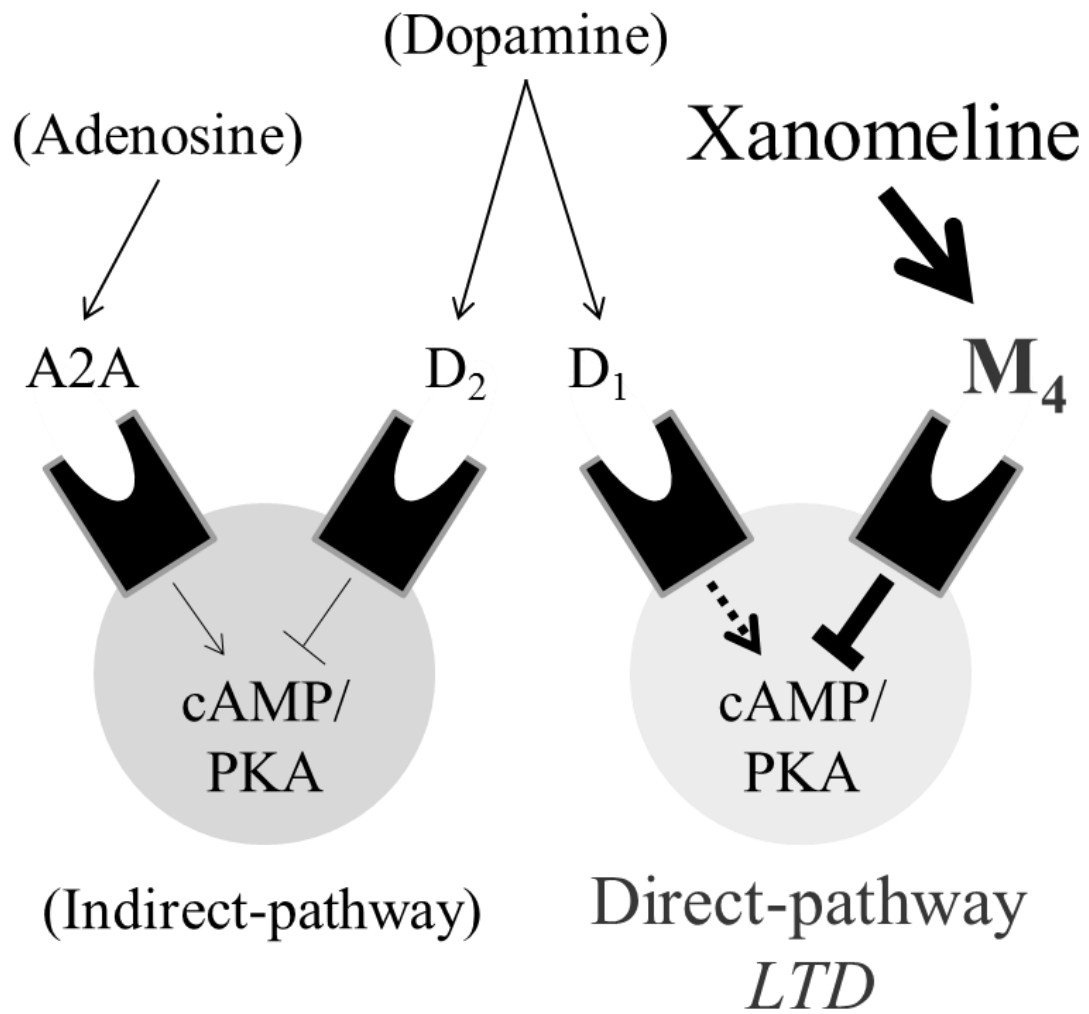 (Dopamine)
(Adenosine)
Xanomeline
A2A
D₂
D₁
M₄
cAMP/
PKA
cAMP/
PKA
(Indirect-pathway)
Direct-pathway
LTD